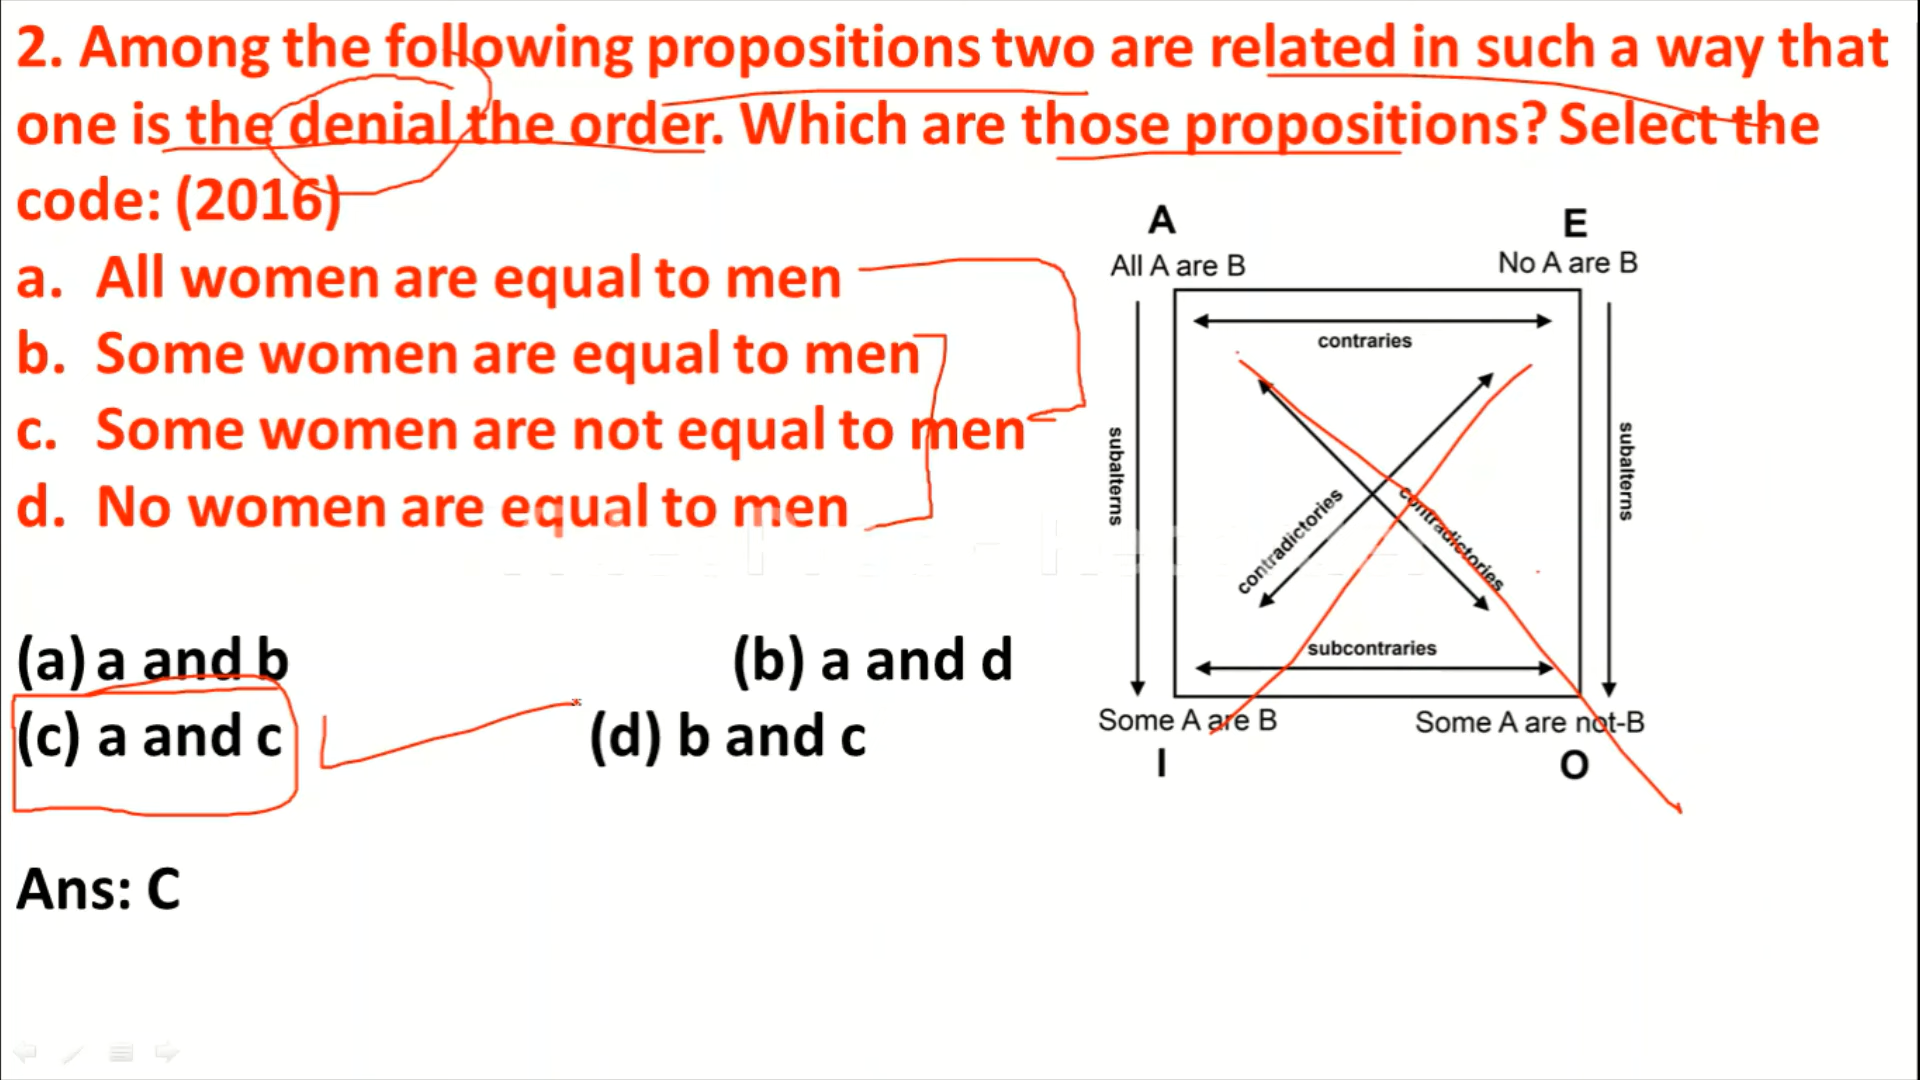 2. Among the following propositions two are related in such a way that
one is the denial the order. Which are those propositions? Select the
code: (2016)
a. All women are equal to men
b. Some women are equal to men
c. Some women are not equal to men
d. No women are equal to men
(a) a and b
(b) a and d
(c) a and c
(d) b and c
Ans: C
A
E
All A are B
No A are B
contraries
subalterns
subalterns
contradictories
contradictories
subcontraries
Some A are B
Some A are not-B
I
O